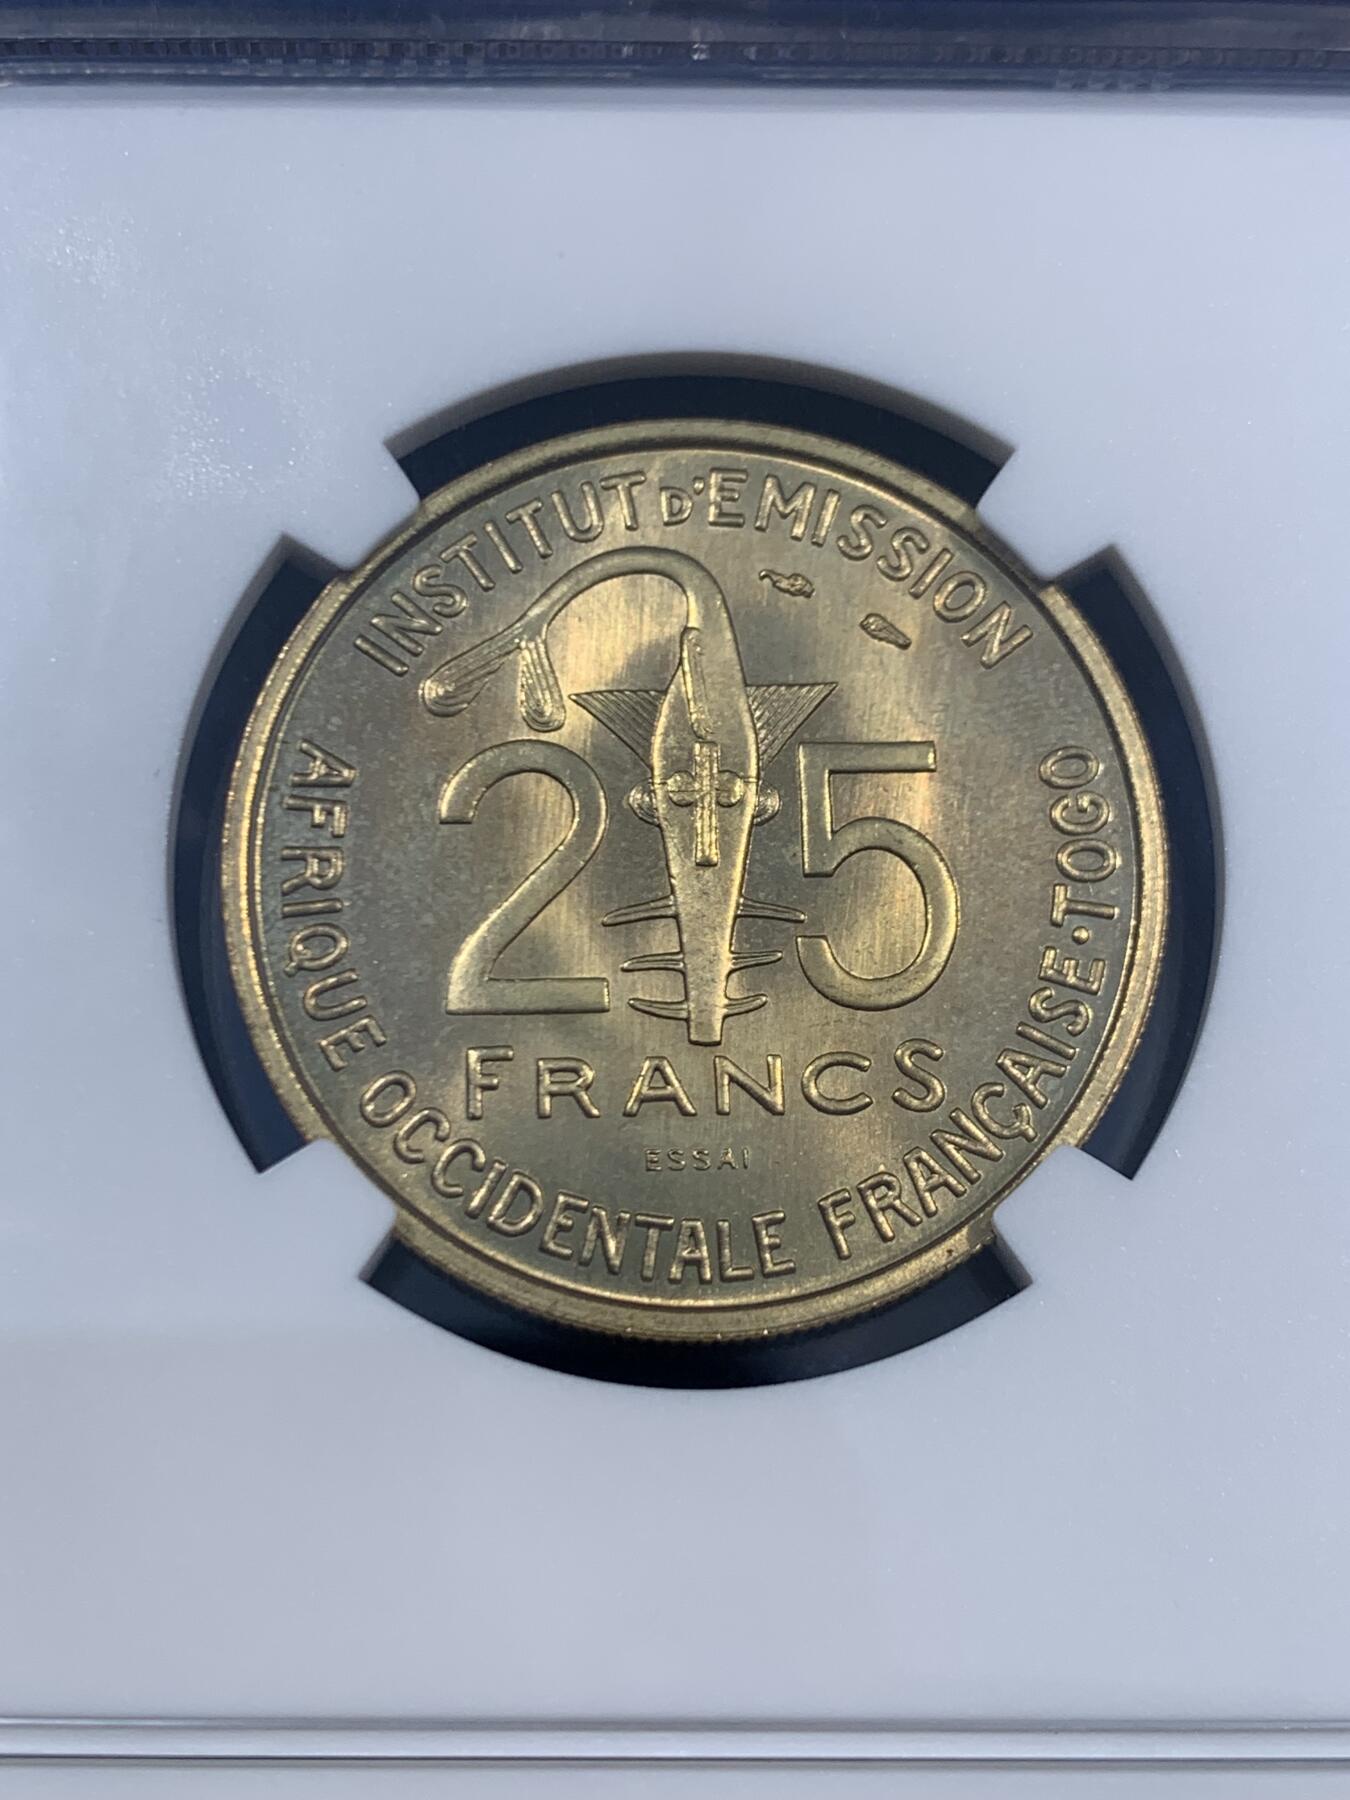 INSTITUT D'EMISSION
25
FRANCS
ESSAI
AFRIQUE OCCIDENTALE FRANÇAISE·TOGO